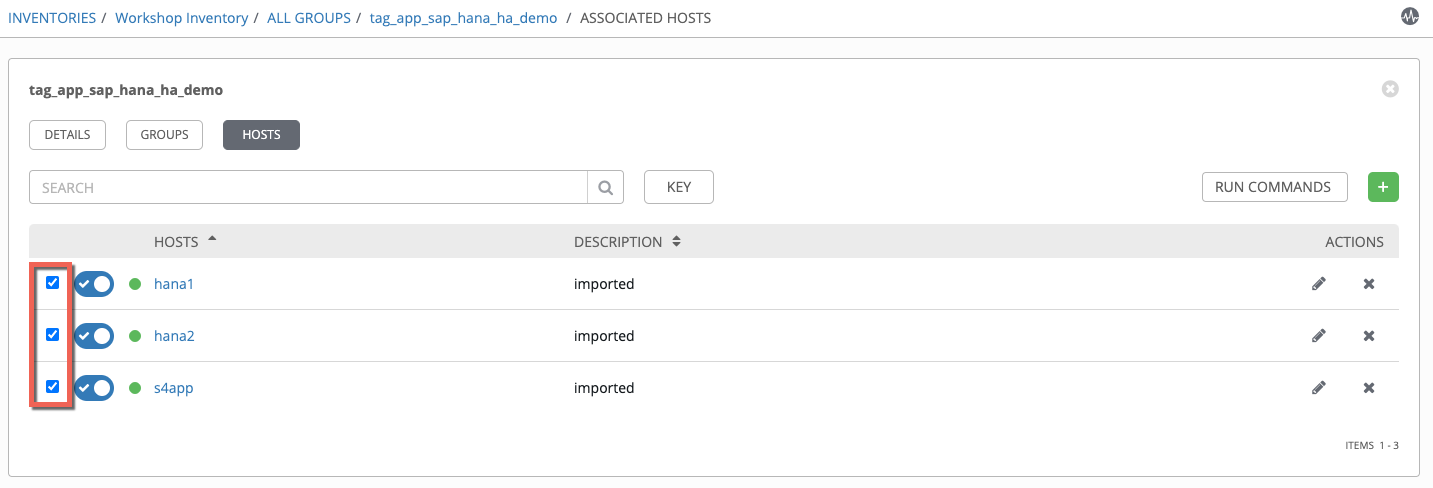 INVENTORIES / Workshop Inventory / ALL GROUPS / tag_app_sap_hana_ha_demo / ASSOCIATED HOSTS
tag_app_sap_hana_ha_demo
DETAILS GROUPS HOSTS
SEARCH KEY RUN COMMANDS +
HOSTS DESCRIPTION ACTIONS
hana1 imported
hana2 imported
s4app imported
ITEMS 1 - 3